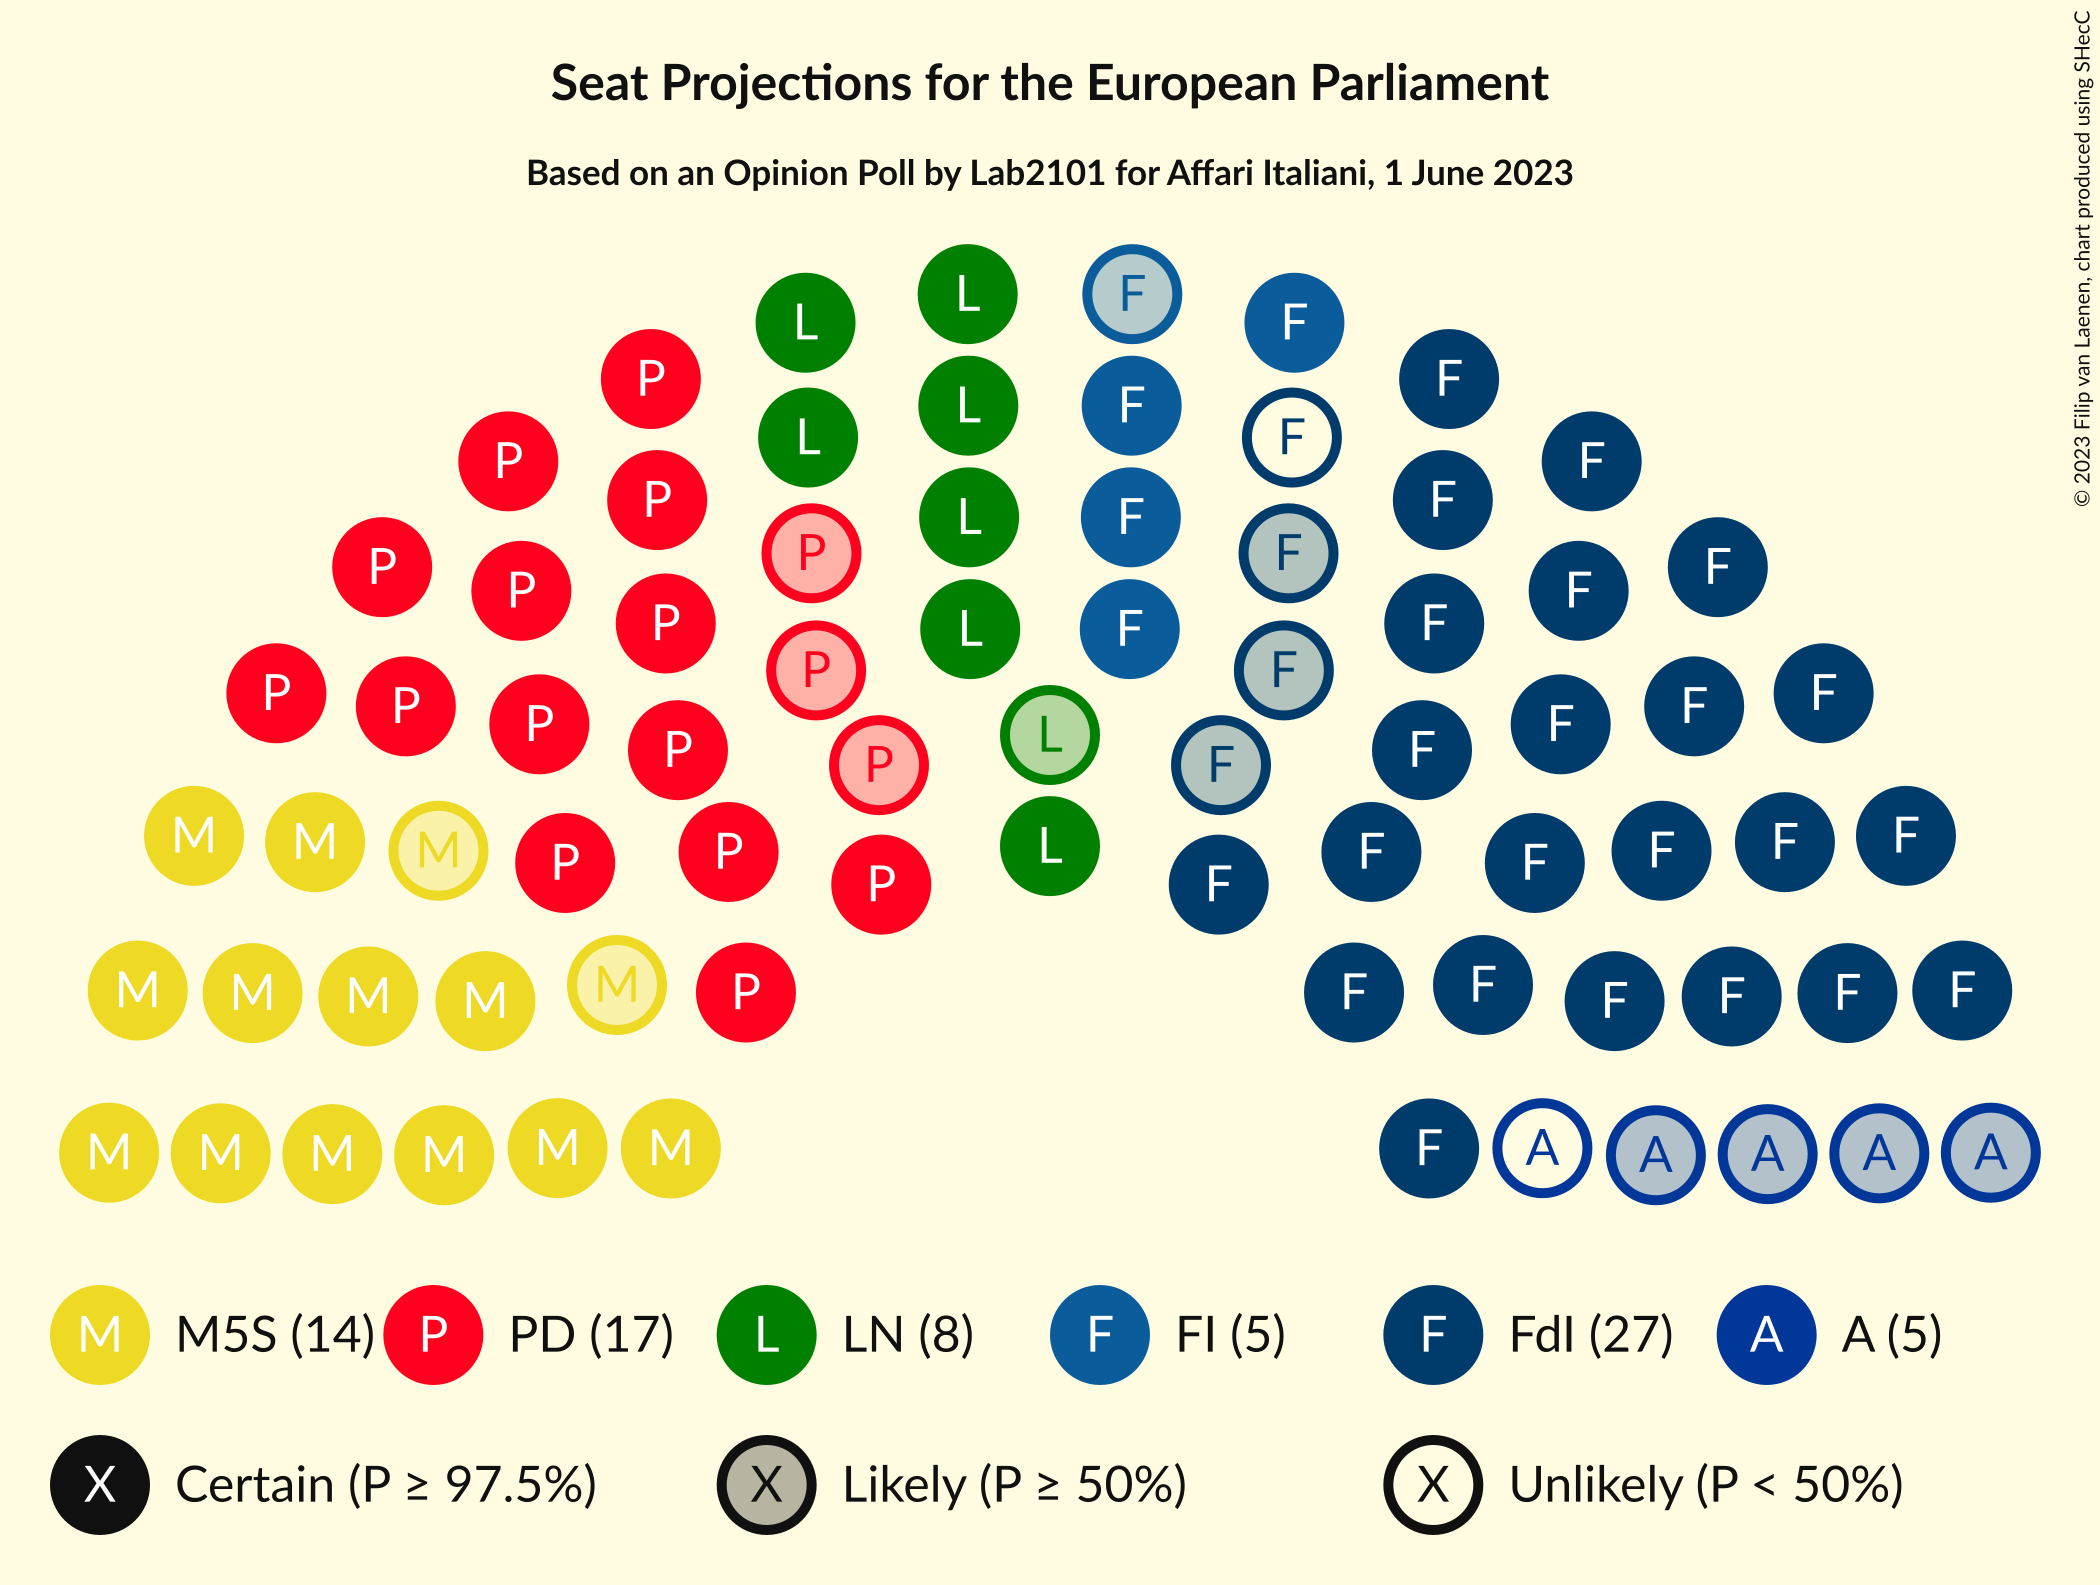 Seat Projections for the European Parliament
Based on an Opinion Poll by Lab2101 for Affari Italiani, 1 June 2023
© 2023 Filip van Laenen, chart produced using SHecC
L L F F
P L L F F F
P P P L F F F F
P P P P L F F F F F
P P P P P L F F F F F F
M M M P P P L F F F F F F
M M M M M P F F F F F F
M M M M M M F A A A A A
M M5S (14) P PD (17) L LN (8) F FI (5) F FdI (27) A A (5)
X Certain (P ≥ 97.5%) X Likely (P ≥ 50%) X Unlikely (P < 50%)